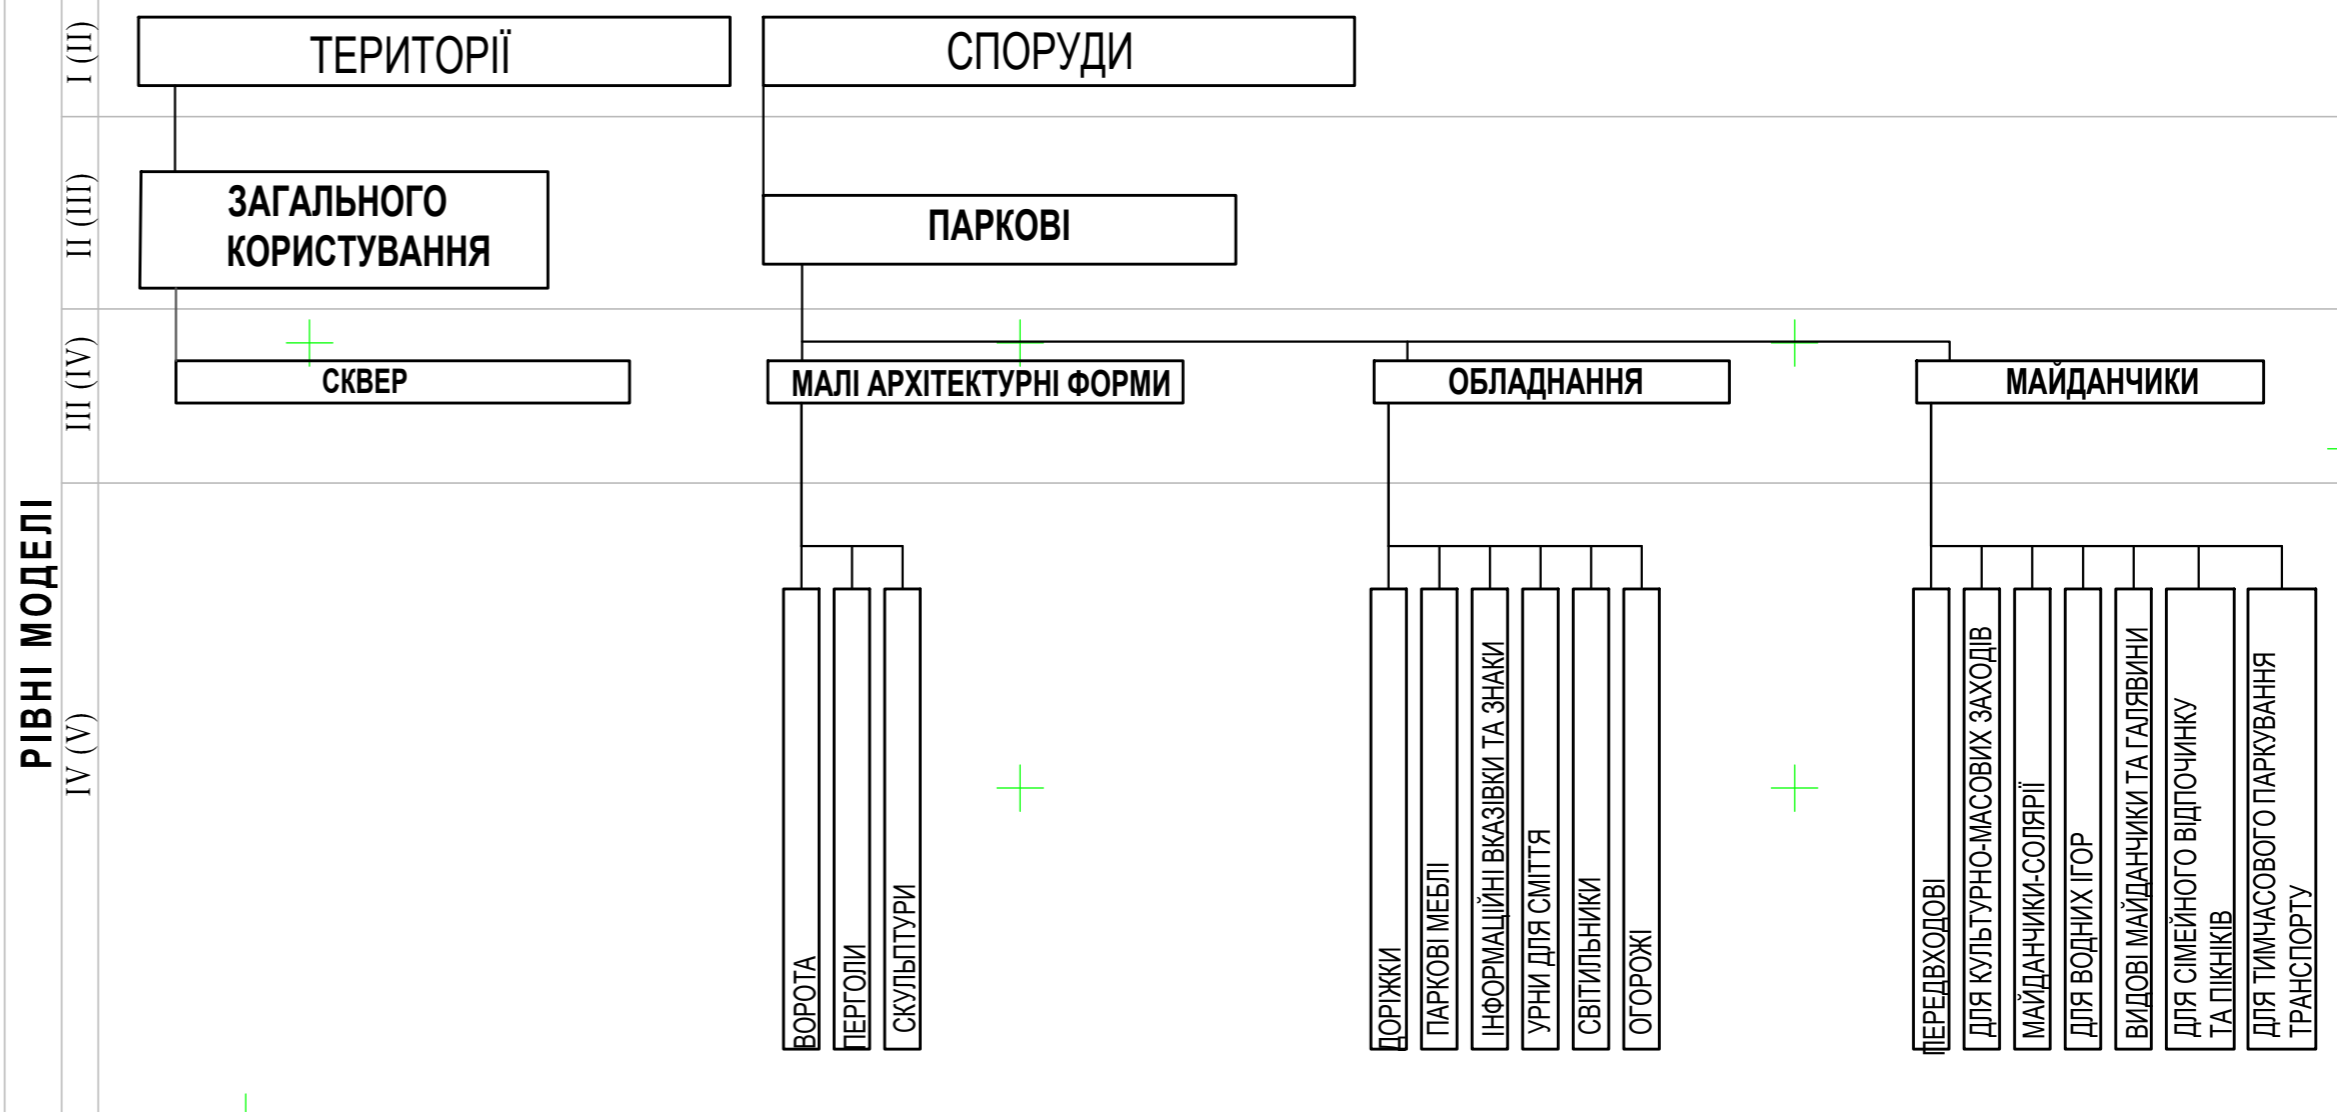 РІВНІ МОДЕЛІ
I (II)
ТЕРИТОРІЇ
СПОРУДИ
II (III)
ЗАГАЛЬНОГО
КОРИСТУВАННЯ
ПАРКОВІ
III (IV)
СКВЕР
МАЛІ АРХІТЕКТУРНІ ФОРМИ
ОБЛАДНАННЯ
МАЙДАНЧИКИ
IV (V)
ВОРОТА
ПЕРГОЛИ
СКУЛЬПТУРИ
ДОРІЖКИ
ПАРКОВІ МЕБЛІ
ІНФОРМАЦІЙНІ ВКАЗІВКИ ТА ЗНАКИ
УРНИ ДЛЯ СМІТТЯ
СВІТИЛЬНИКИ
ОГОРОЖІ
ПЕРЕДВХОДОВІ
ДЛЯ КУЛЬТУРНО-МАСОВИХ ЗАХОДІВ
МАЙДАНЧИКИ-СОЛЯРІЇ
ДЛЯ ВОДНИХ ІГОР
ВИДОВІ МАЙДАНЧИКИ ТА ГАЛЯВИНИ
ДЛЯ СІМЕЙНОГО ВІДПОЧИНКУ
ТА ПІКНІКІВ
ДЛЯ ТИМЧАСОВОГО ПАРКУВАННЯ
ТРАНСПОРТУ